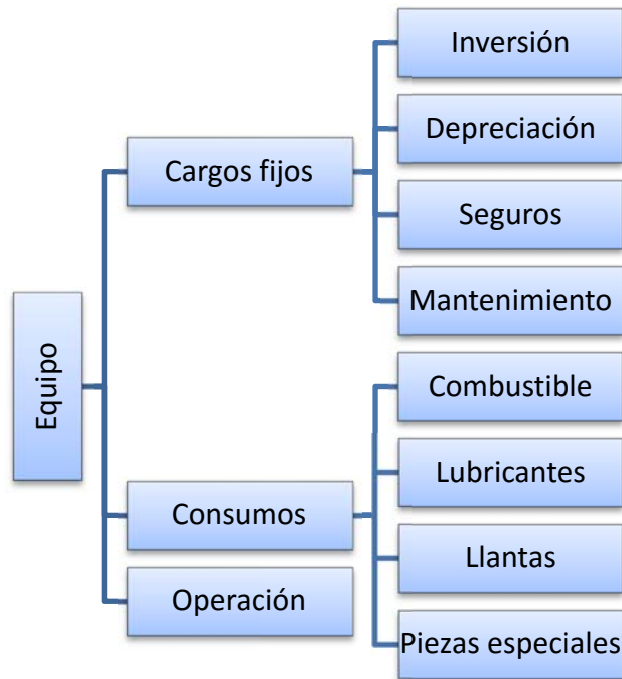 Equipo
Cargos fijos
Inversión
Depreciación
Seguros
Mantenimiento
Consumos
Combustible
Lubricantes
Llantas
Piezas especiales
Operación